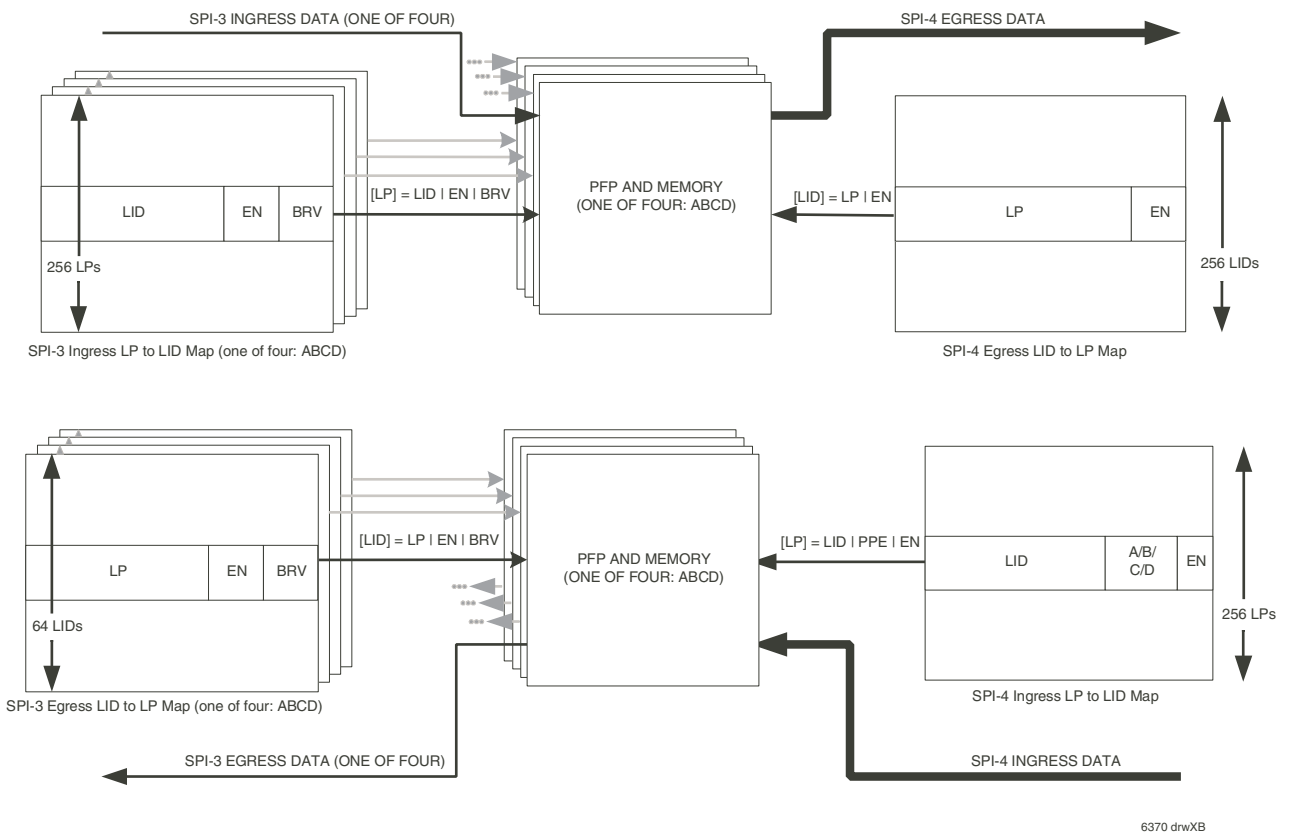 SPI-3 INGRESS DATA (ONE OF FOUR)
SPI-4 EGRESS DATA
PFP AND MEMORY
(ONE OF FOUR: ABCD)
[LP] = LID | EN | BRV
[LID] = LP | EN
LID
EN
BRV
LP
EN
256 LPs
256 LIDs
SPI-3 Ingress LP to LID Map (one of four: ABCD)
SPI-4 Egress LID to LP Map
[LID] = LP | EN | BRV
[LP] = LID | PPE | EN
PFP AND MEMORY
(ONE OF FOUR: ABCD)
LP
EN
BRV
LID
A/B/
C/D
EN
64 LIDs
256 LPs
SPI-3 Egress LID to LP Map (one of four: ABCD)
SPI-4 Ingress LP to LID Map
SPI-3 EGRESS DATA (ONE OF FOUR)
SPI-4 INGRESS DATA
6370 drwXB